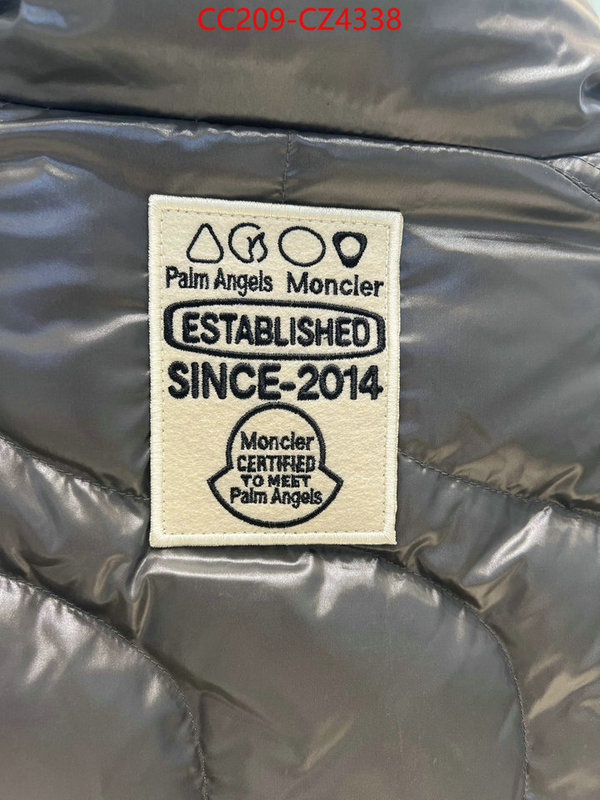 CC209-CZ4338
Palm Angels Moncler
ESTABLISHED
SINCE-2014
Moncler
CERTIFIED
TO MEET
Palm Angels